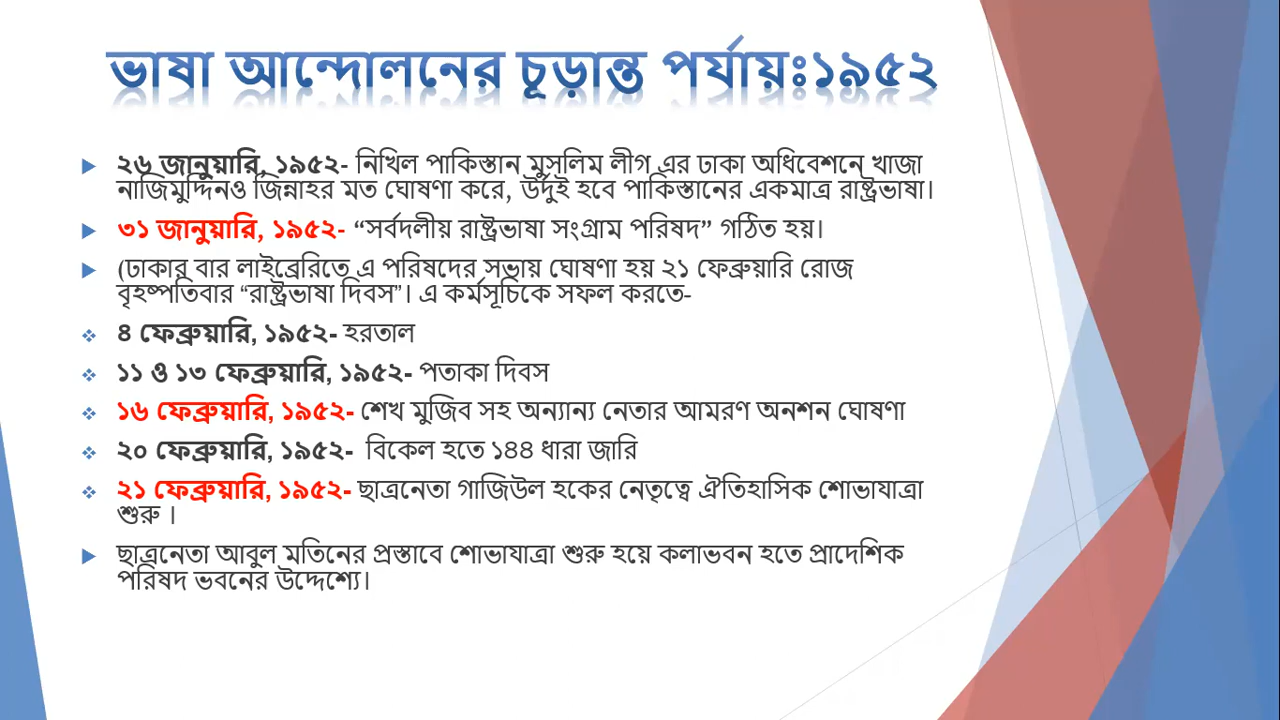 ভাষা আন্দোলনের চূড়ান্ত পর্যায়ঃ১৯৫২
২৬ জানুয়ারি, ১৯৫২- নিখিল পাকিস্তান মুসলিম লীগ এর ঢাকা অধিবেশনে খাজা
নাজিমুদ্দিনও জিন্নাহর মত ঘোষণা করে, উর্দুই হবে পাকিস্তানের একমাত্র রাষ্ট্রভাষা।
৩১ জানুয়ারি, ১৯৫২- “সর্বদলীয় রাষ্ট্রভাষা সংগ্রাম পরিষদ” গঠিত হয়।
(ঢাকার বার লাইব্রেরিতে এ পরিষদের সভায় ঘোষণা হয় ২১ ফেব্রুয়ারি রোজ
বৃহষ্পতিবার “রাষ্ট্রভাষা দিবস”। এ কর্মসূচিকে সফল করতে-
৪ ফেব্রুয়ারি, ১৯৫২- হরতাল
১১ ও ১৩ ফেব্রুয়ারি, ১৯৫২- পতাকা দিবস
১৬ ফেব্রুয়ারি, ১৯৫২- শেখ মুজিব সহ অন্যান্য নেতার আমরণ অনশন ঘোষণা
২০ ফেব্রুয়ারি, ১৯৫২- বিকেল হতে ১৪৪ ধারা জারি
২১ ফেব্রুয়ারি, ১৯৫২- ছাত্রনেতা গাজিউল হকের নেতৃত্বে ঐতিহাসিক শোভাযাত্রা
শুরু ।
ছাত্রনেতা আবুল মতিনের প্রস্তাবে শোভাযাত্রা শুরু হয়ে কলাভবন হতে প্রাদেশিক
পরিষদ ভবনের উদ্দেশ্যে।